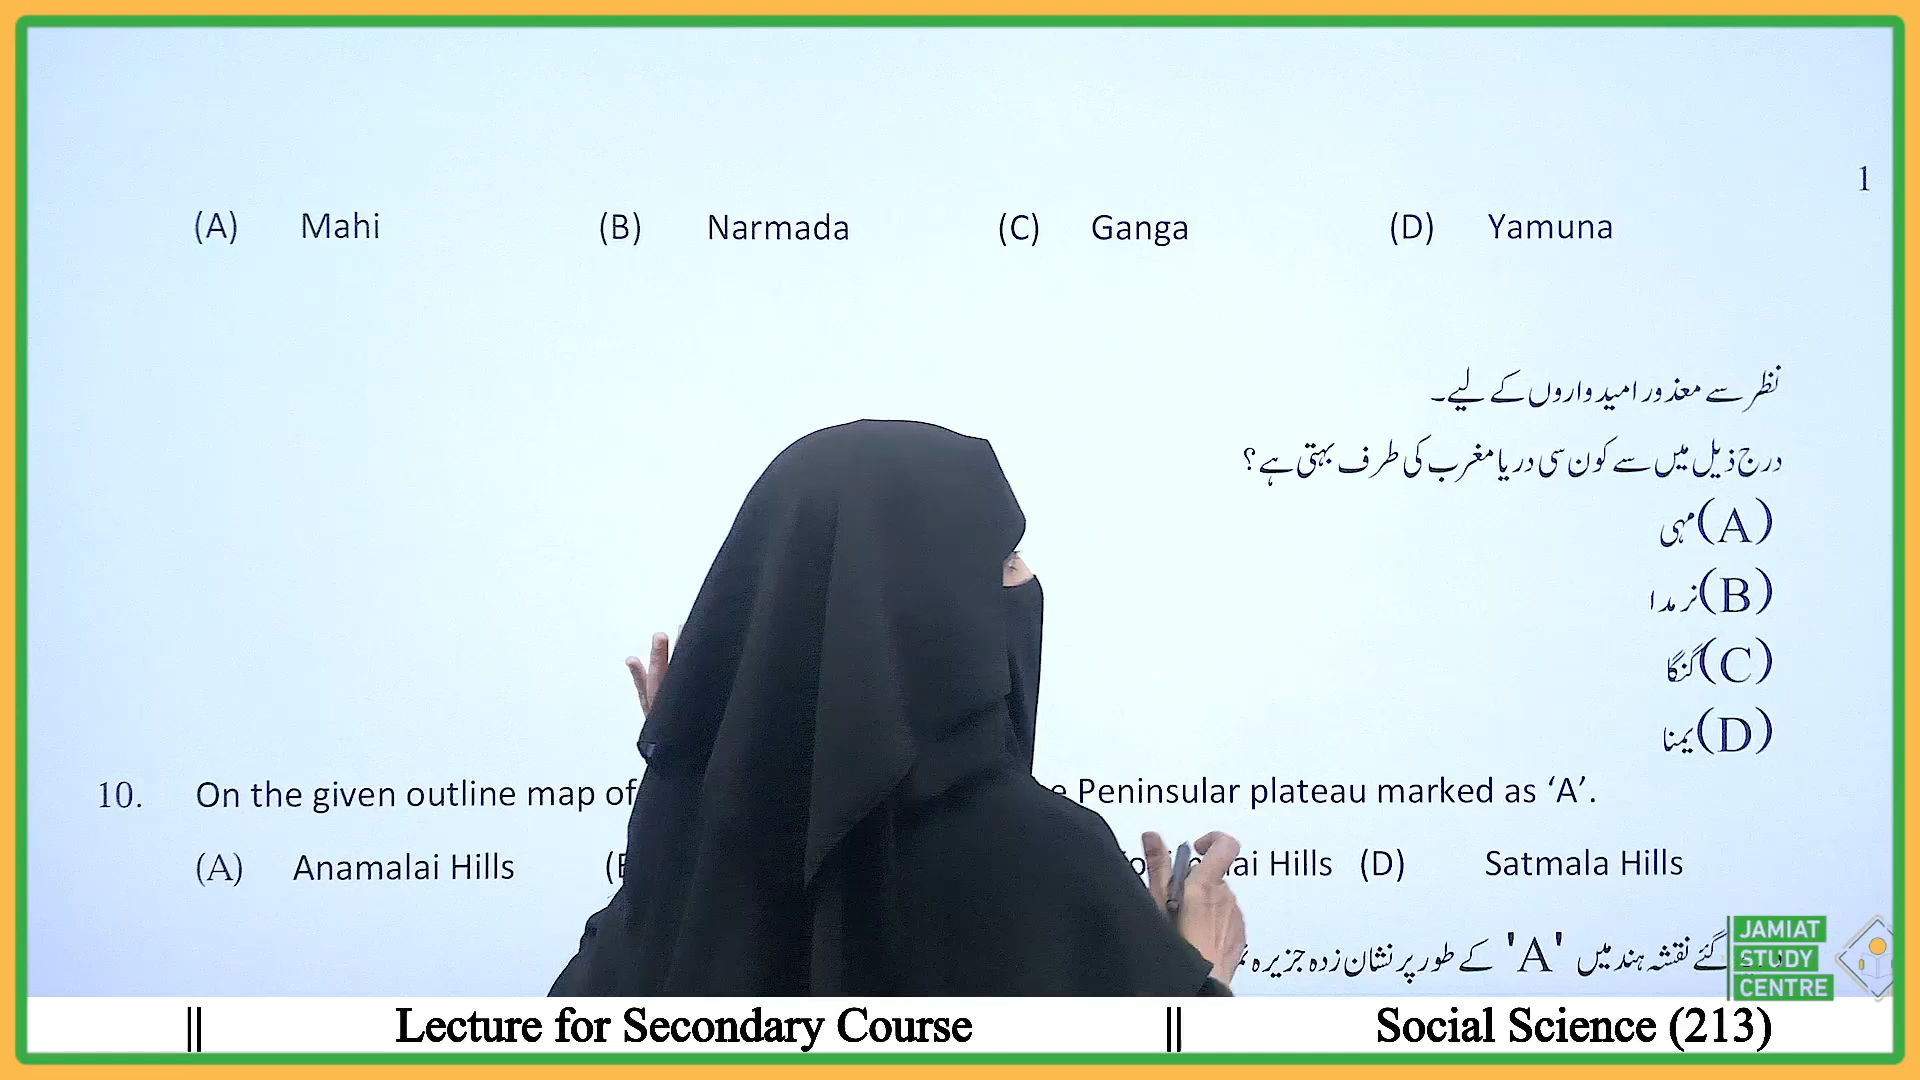 1
(A) Mahi (B) Narmada (C) Ganga (D) Yamuna
نظر سے معذور امیدواروں کے لیے۔
درج ذیل میں سے کون سی دریا مغرب کی طرف بہتی ہے؟
(A) مہی
(B) نرمدا
(C) گنگا
(D) یمنا
10. On the given outline map of Peninsular plateau marked as ‘A’.
(A) Anamalai Hills Hills (D) Satmala Hills
گئے نقشہ ہند میں 'A' کے طور پر نشان زدہ جزیرہ
JAMIAT
STUDY
CENTRE
|| Lecture for Secondary Course || Social Science (213)